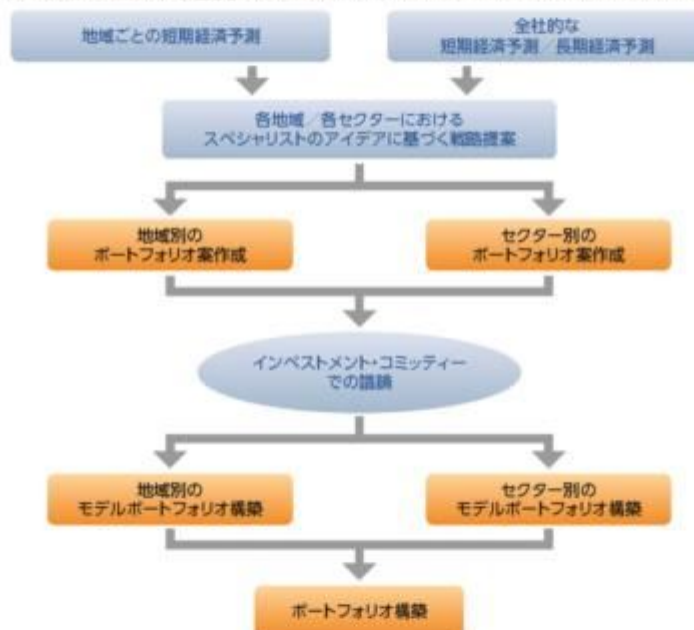 地域ごとの短期経済予測
全社的な
短期経済予測／長期経済予測
各地域／各セクターにおける
スペシャリストのアイデアに基づく戦略提案
地域別の
ポートフォリオ案作成
セクター別の
ポートフォリオ案作成
インベストメント・コミッティー
での議論
地域別の
モデルポートフォリオ構築
セクター別の
モデルポートフォリオ構築
ポートフォリオ構築